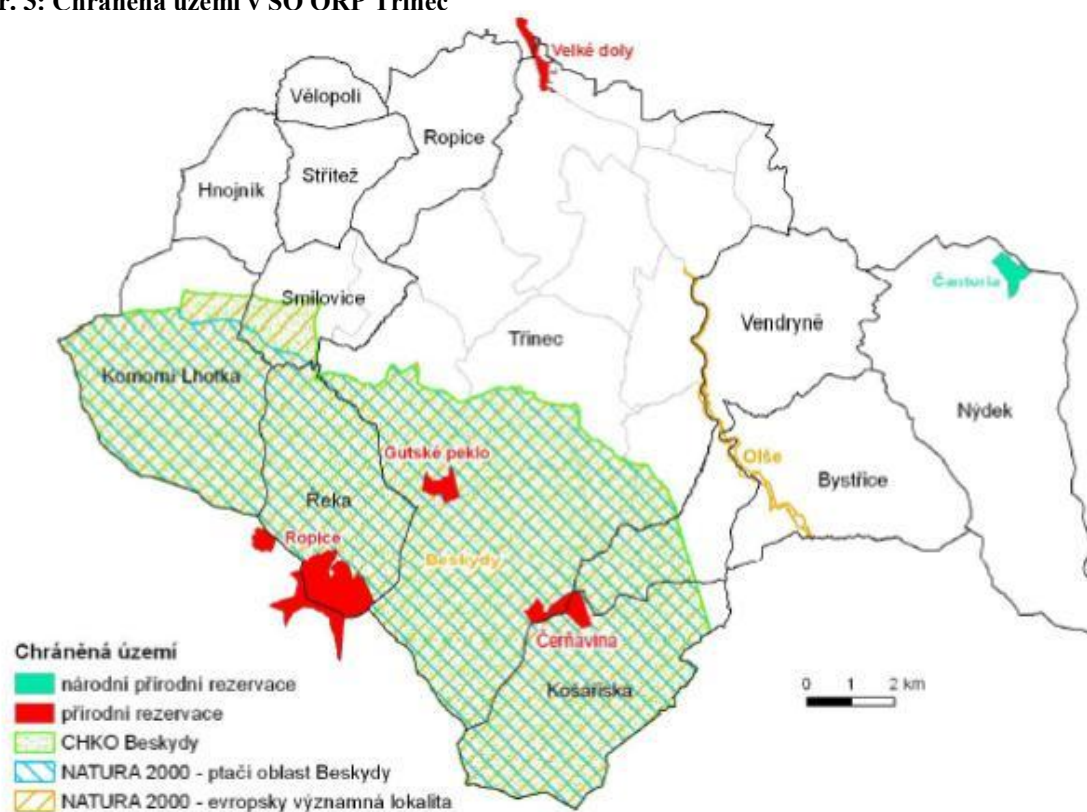 r. 5: Chráněná území v SO ORP Třinec
Velké doly
Vělopolí
Ropice
Střítež
Hnojník
Čantoria
Smilovice
Vendryně
Třinec
Komorní Lhotka
Nýdek
Gutské peklo
Olše
Bystřice
Řeka
Ropice
Beskydy
Čerňavina
Košařiska
Chráněná území
národní přírodní rezervace
přírodní rezervace
CHKO Beskydy
NATURA 2000 - ptačí oblast Beskydy
NATURA 2000 - evropsky významná lokalita
0 1 2 km